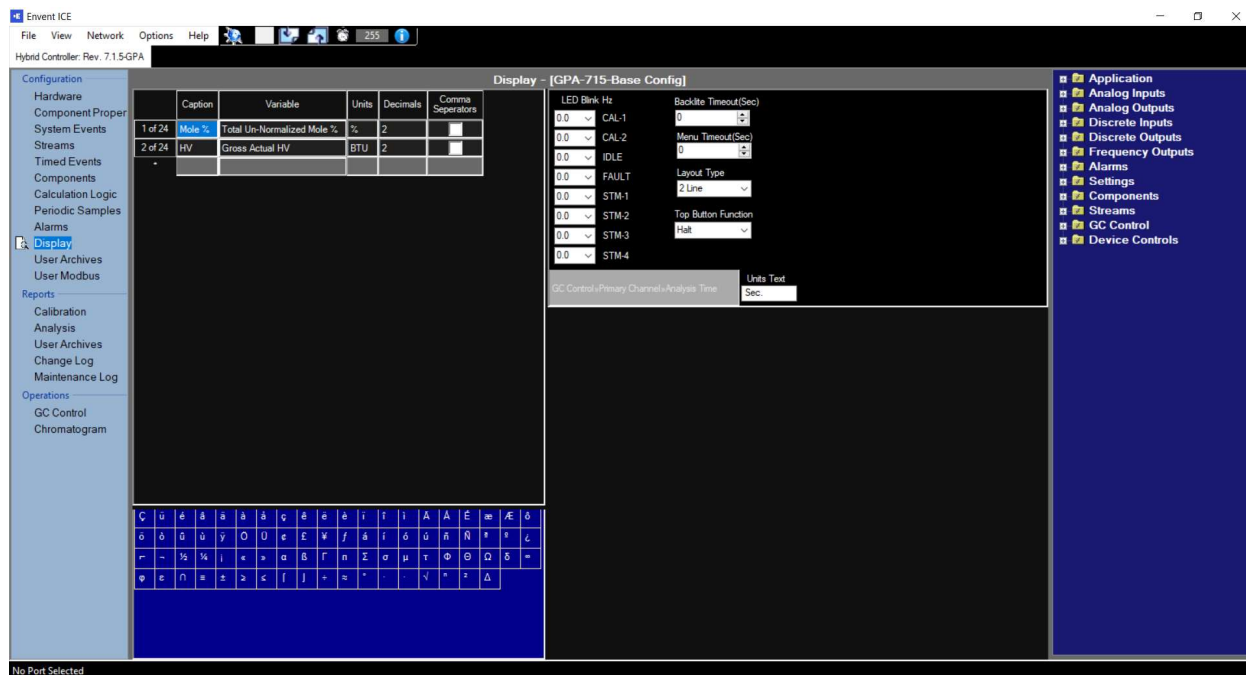 Envent ICE
File View Network Options Help 255
Hybrid Controller: Rev. 7.1.5-GPA
Configuration
Hardware
Component Proper
System Events
Streams
Timed Events
Components
Calculation Logic
Periodic Samples
Alarms
Display
User Archives
User Modbus
Reports
Calibration
Analysis
User Archives
Change Log
Maintenance Log
Operations
GC Control
Chromatogram
Display - [GPA-715-Base Config]
Caption Variable Units Decimals Comma Seperators
1 of 24 Mole % Total Un-Normalized Mole % % 2
2 of 24 HV Gross Actual HV BTU 2
*
LED Blink Hz
0.0 CAL-1
0.0 CAL-2
0.0 IDLE
0.0 FAULT
0.0 STM-1
0.0 STM-2
0.0 STM-3
0.0 STM-4
Backlite Timeout(Sec)
0
Menu Timeout(Sec)
0
Layout Type
2 Line
Top Button Function
Halt
GC Control»Primary Channel»Analysis Time
Units Text
Sec.
Ç ü é â ä à å ç ê ë è ï î ì Ä Å É æ Æ ô
ö ò û ù ÿ Ö Ü ¢ £ ¥ ƒ á í ó ú ñ Ñ ª º ¿
⌐ ¬ ½ ¼ ¡ « » α ß Γ π Σ σ µ τ Φ Θ Ω δ ∞
φ ε ∩ ≡ ± ≥ ≤ ⌠ ⌡ ÷ ≈ ° · · √ ⁿ ² Δ
Application
Analog Inputs
Analog Outputs
Discrete Inputs
Discrete Outputs
Frequency Outputs
Alarms
Settings
Components
Streams
GC Control
Device Controls
No Port Selected